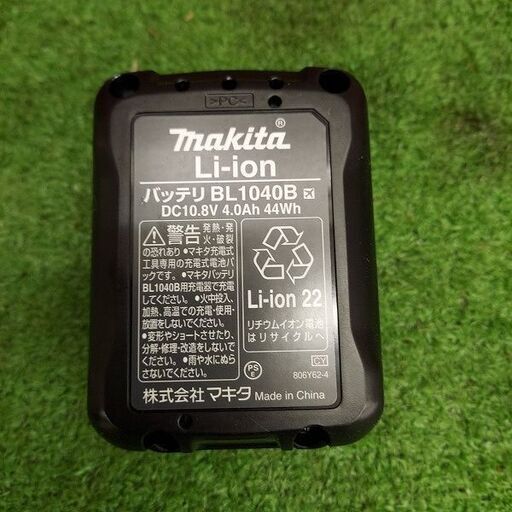 >PC<
makita®
Li-ion
バッテリ BL1040B
DC10.8V 4.0Ah 44Wh
警告 発熱・発
火・破裂
の恐れあり ●マキタ充電式
工具専用の充電式電池パッ
クです。●マキタバッテリ
BL1040B用充電器で充電
してください。●火中投入、
加熱、高温での充電・使用・
放置をしないでください。
●変形やショートさせたり、
分解・修理・改造をしないで
ください。●雨や水にぬら
さないでください。
Li-ion 22
リチウムイオン電池
はリサイクルへ
PS
E
CY
806Y62-4
株式会社マキタ Made in China